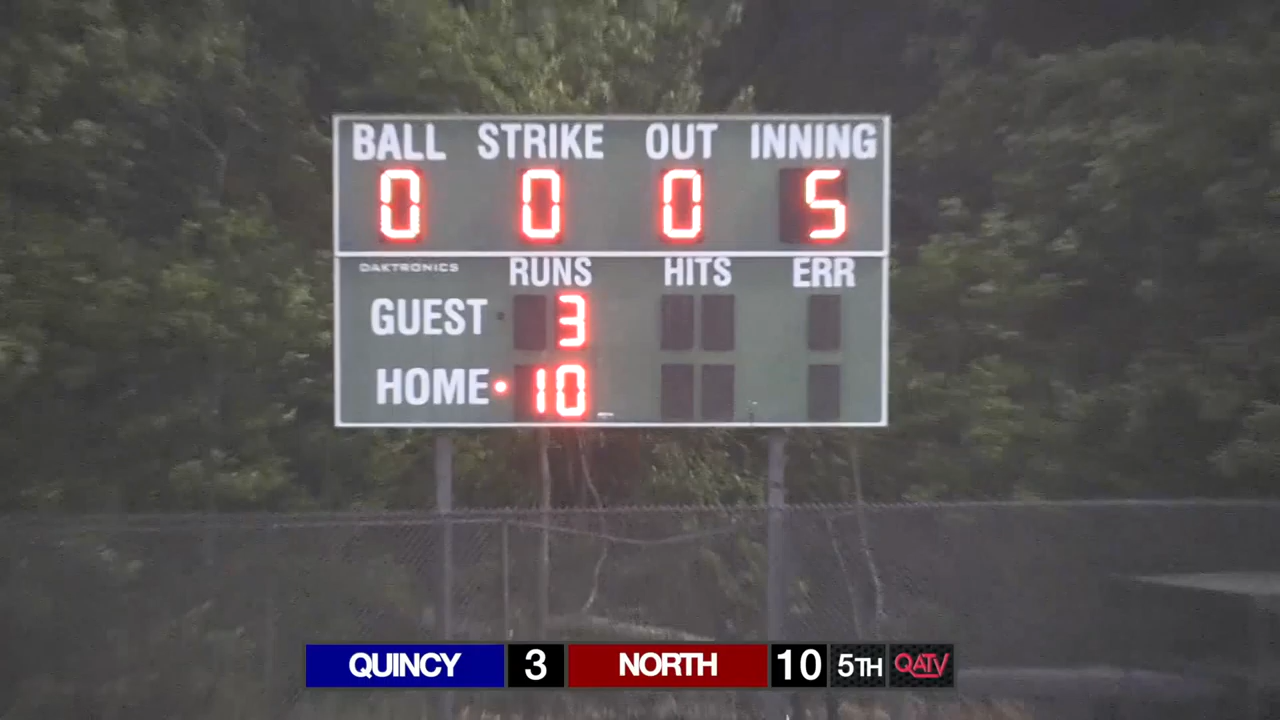 BALL STRIKE OUT INNING
0 0 0 5
DAKTRONICS RUNS HITS ERR
GUEST 3
HOME 10
QUINCY 3 NORTH 10 5TH QATV